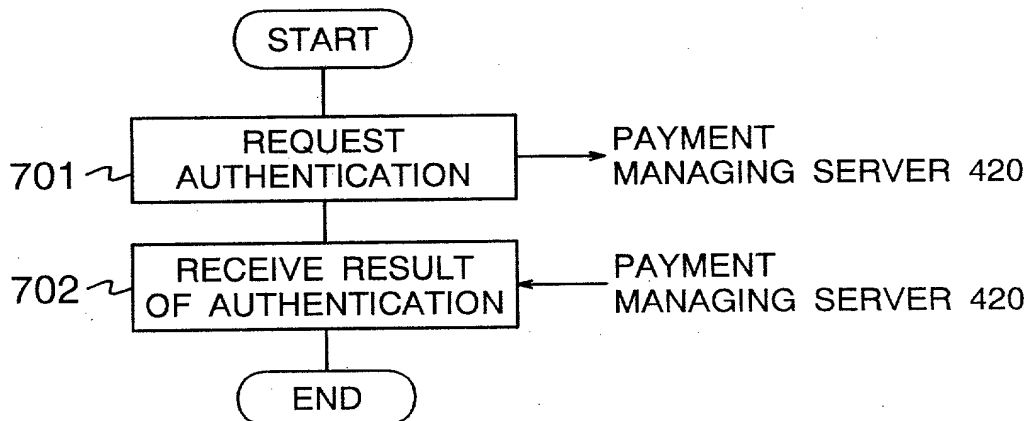 START
REQUEST
AUTHENTICATION
701
PAYMENT
MANAGING SERVER 420
RECEIVE RESULT
OF AUTHENTICATION
702
PAYMENT
MANAGING SERVER 420
END